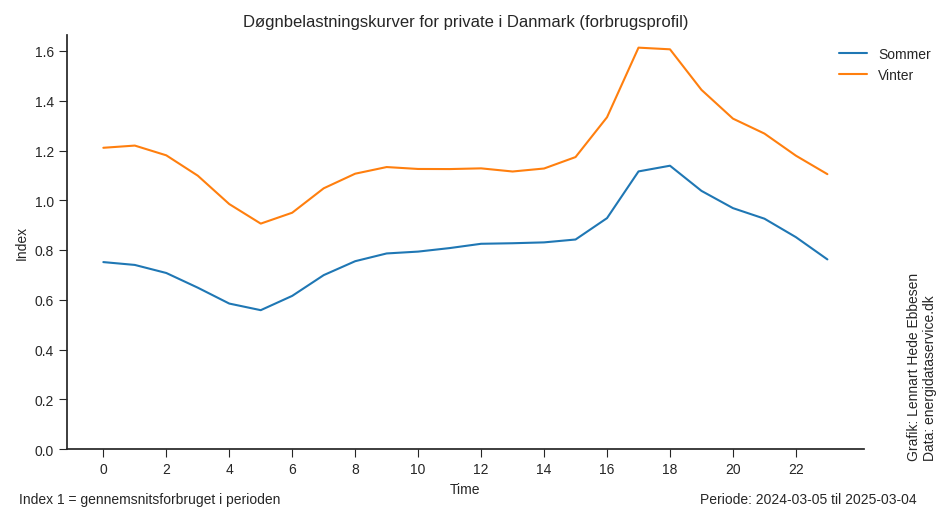 Døgnbelastningskurver for private i Danmark (forbrugsprofil)
Sommer
Vinter
1.6
1.4
1.2
1.0
0.8
0.6
0.4
0.2
0.0
Index
0 2 4 6 8 10 12 14 16 18 20 22
Time
Index 1 = gennemsnitsforbruget i perioden
Periode: 2024-03-05 til 2025-03-04
Grafik: Lennart Hede Ebbesen
Data: energidataservice.dk